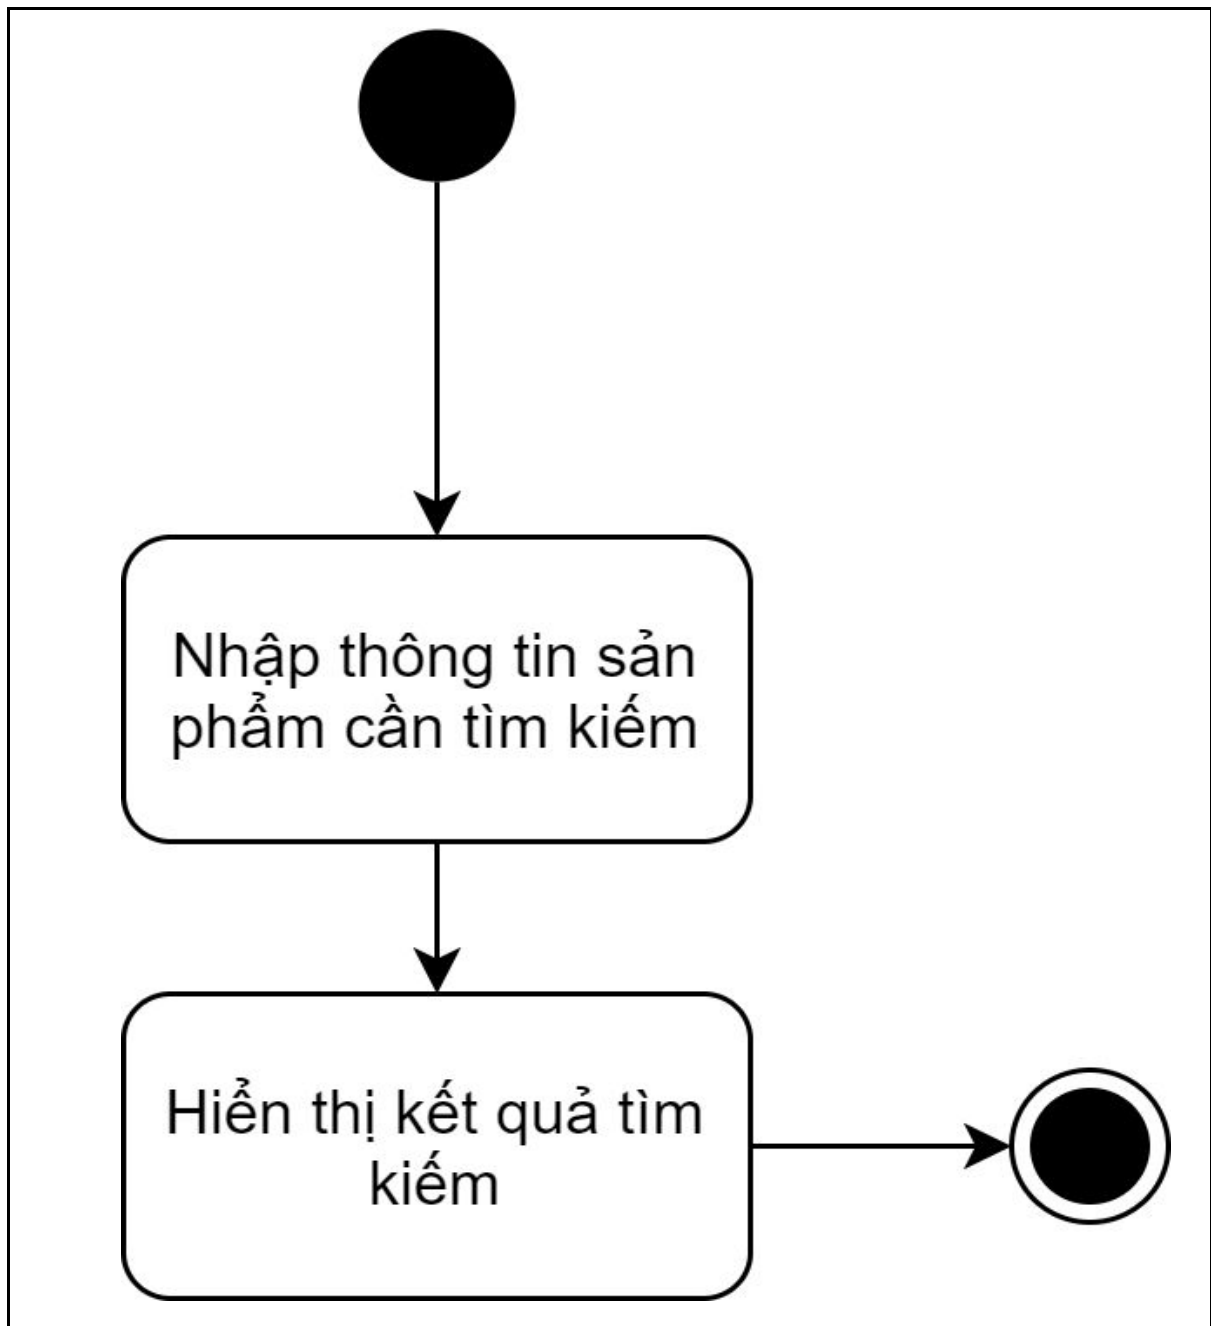 Nhập thông tin sản
phẩm cần tìm kiếm
Hiển thị kết quả tìm
kiếm